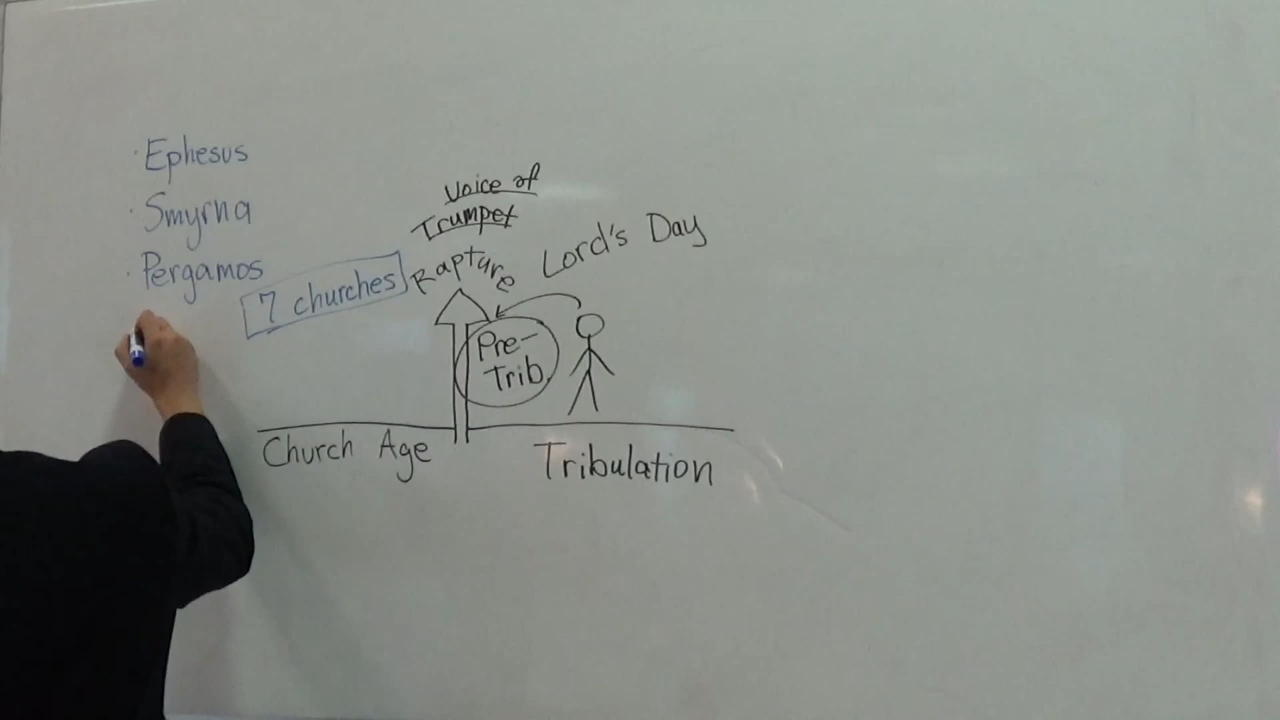 · Ephesus
· Smyrna
· Pergamos
7 churches
Voice of
Trumpet
Rapture
Lord's Day
Pre-
Trib.
Church Age
Tribulation